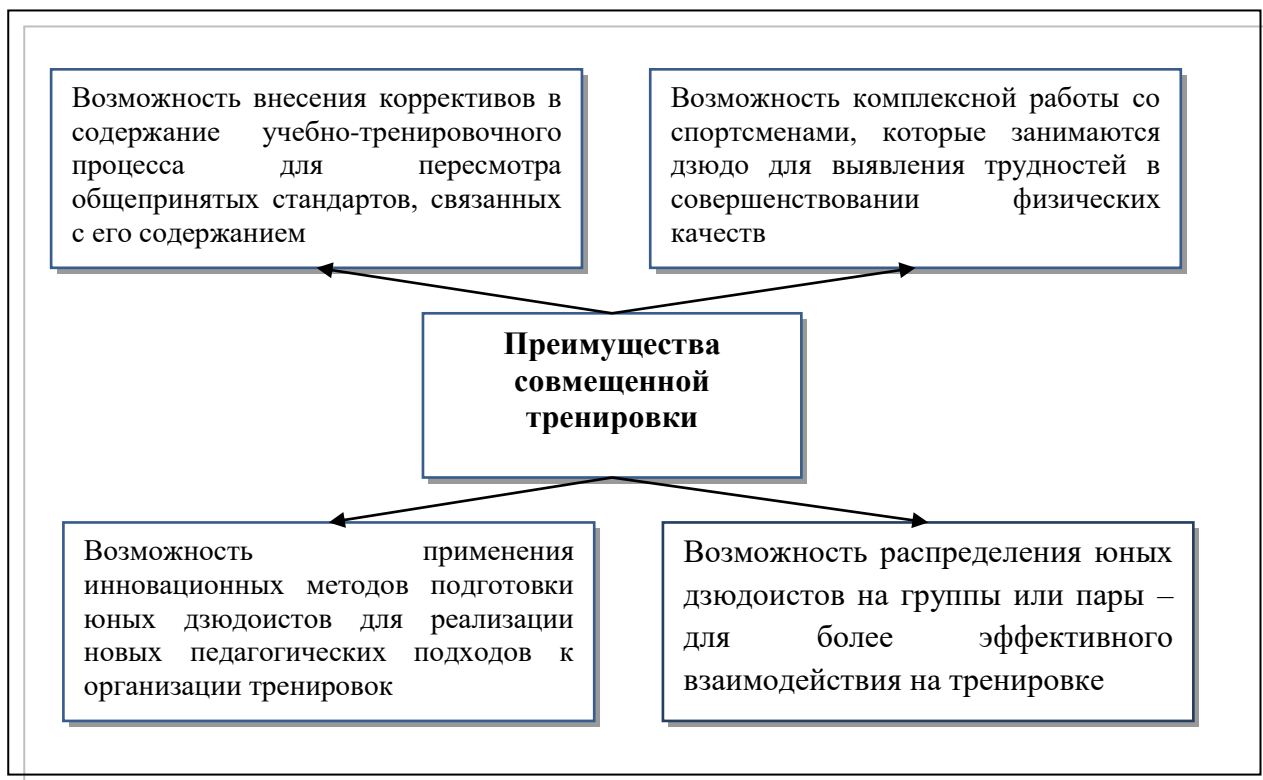 Возможность внесения коррективов в
содержание учебно-тренировочного
процесса для пересмотра
общепринятых стандартов, связанных
с его содержанием
Возможность комплексной работы со
спортсменами, которые занимаются
дзюдо для выявления трудностей в
совершенствовании физических
качеств
Преимущества
совмещенной
тренировки
Возможность применения
инновационных методов подготовки
юных дзюдоистов для реализации
новых педагогических подходов к
организации тренировок
Возможность распределения юных
дзюдоистов на группы или пары –
для более эффективного
взаимодействия на тренировке